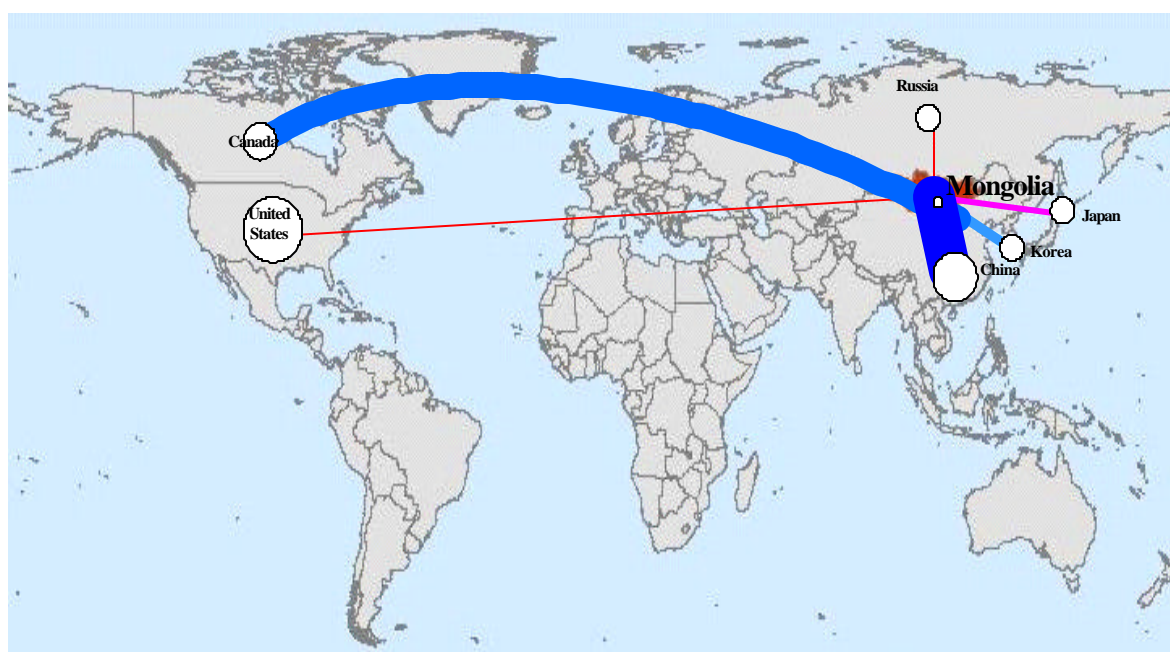 Russia
Canada
Mongolia
United
States
Japan
Korea
China